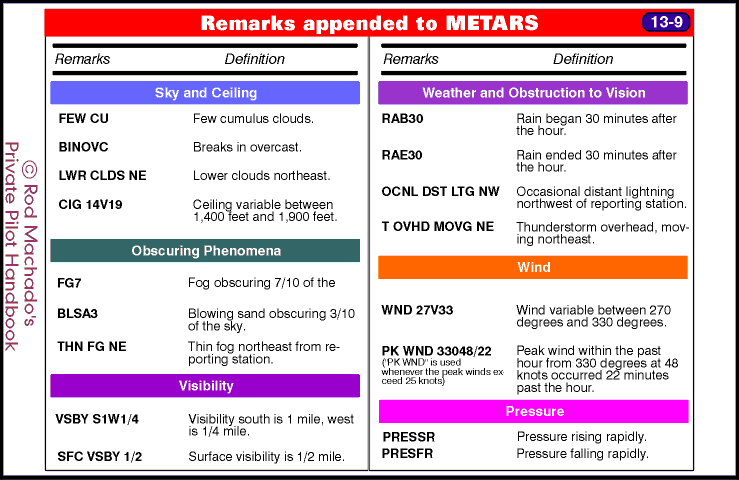 Remarks appended to METARS
13-9
Remarks Definition
Sky and Ceiling
FEW CU Few cumulus clouds.
BINOVC Breaks in overcast.
LWR CLDS NE Lower clouds northeast.
CIG 14V19 Ceiling variable between
1,400 feet and 1,900 feet.
Obscuring Phenomena
FG7 Fog obscuring 7/10 of the
BLSA3 Blowing sand obscuring 3/10
of the sky.
THN FG NE Thin fog northeast from re-
porting station.
Visibility
VSBY S1W1/4 Visibility south is 1 mile, west
is 1/4 mile.
SFC VSBY 1/2 Surface visibility is 1/2 mile.
Remarks Definition
Weather and Obstruction to Vision
RAB30 Rain began 30 minutes after
the hour.
RAE30 Rain ended 30 minutes after
the hour.
OCNL DST LTG NW Occasional distant lightning
northwest of reporting station.
T OVHD MOVG NE Thunderstorm overhead, mov-
ing northeast.
Wind
WND 27V33 Wind variable between 270
degrees and 330 degrees.
PK WND 33048/22 Peak wind within the past
("PK WND" is used hour from 330 degrees at 48
whenever the peak winds ex- knots occurred 22 minutes
ceed 25 knots) past the hour.
Pressure
PRESSR Pressure rising rapidly.
PRESFR Pressure falling rapidly.
© Rod Machado's
Private Pilot Handbook